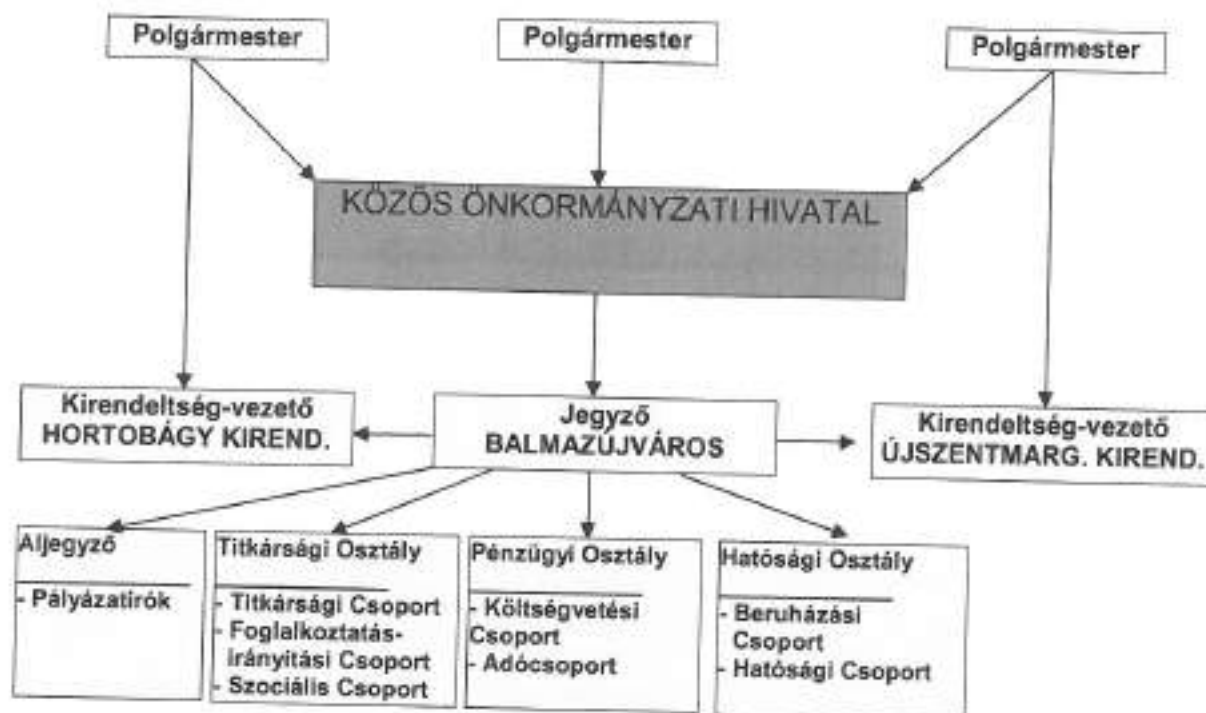 Polgármester
Polgármester
Polgármester
KÖZÖS ÖNKORMÁNYZATI HIVATAL
Kirendeltség-vezető
HORTOBÁGY KIREND.
Jegyző
BALMAZÚJVÁROS
Kirendeltség-vezető
ÚJSZENTMARG. KIREND.
Aljegyző
- Pályázatírók
Titkársági Osztály
- Titkársági Csoport
- Foglalkoztatás-
irányítási Csoport
- Szociális Csoport
Pénzügyi Osztály
- Költségvetési
Csoport
- Adócsoport
Hatósági Osztály
- Beruházási
Csoport
- Hatósági Csoport